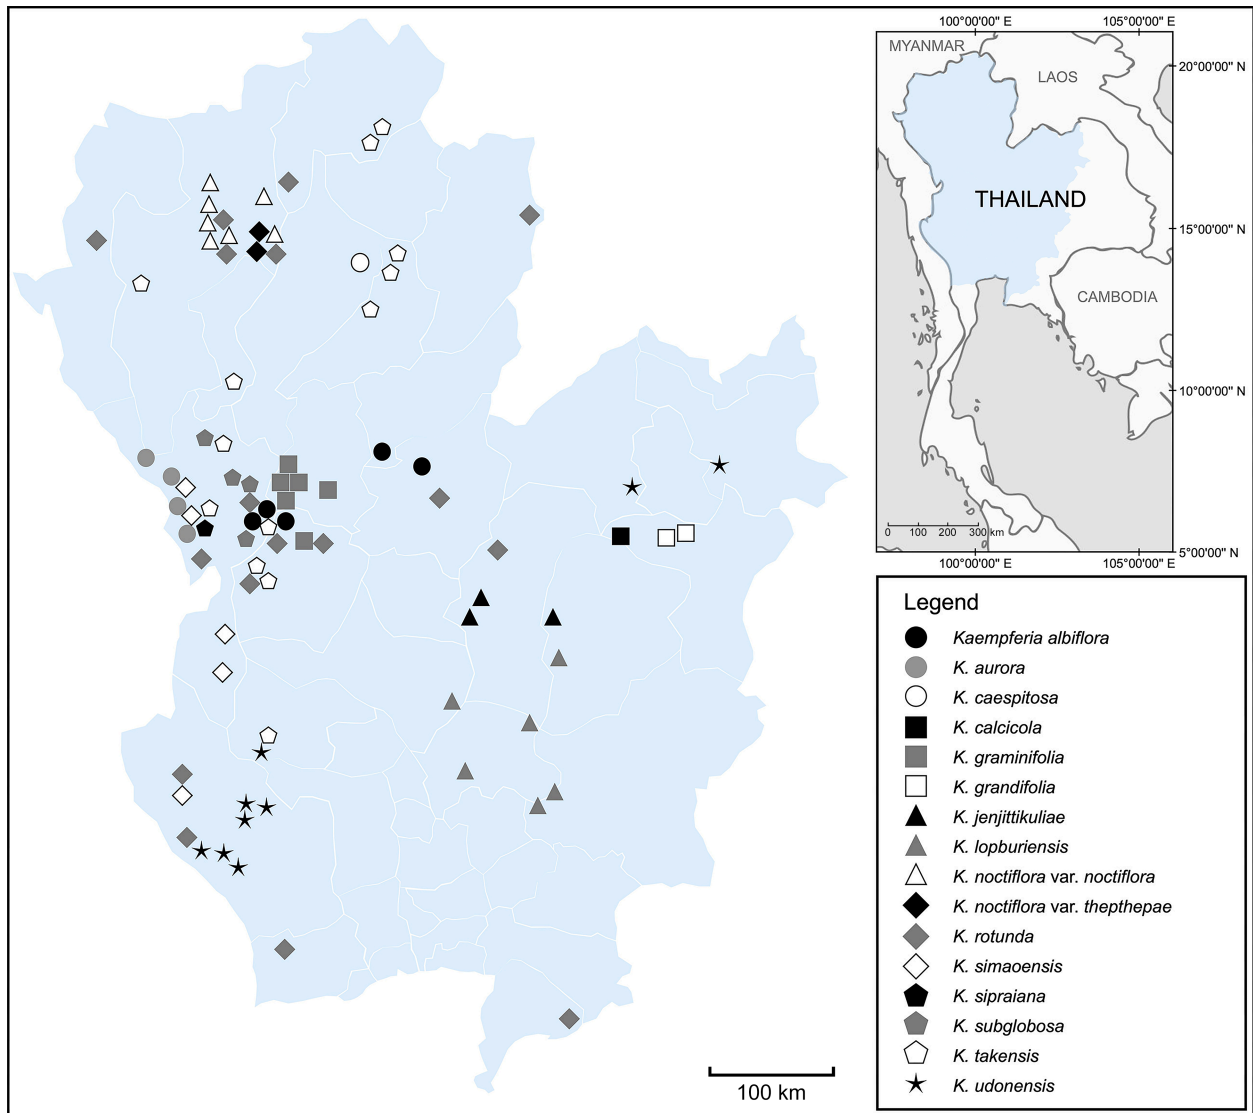 100°00'00" E 105°00'00" E
MYANMAR
20°00'00" N
LAOS
THAILAND
15°00'00" N
CAMBODIA
10°00'00" N
0 100 200 300 km
5°00'00" N
100°00'00" E 105°00'00" E
Legend
Kaempferia albiflora
K. aurora
K. caespitosa
K. calcicola
K. graminifolia
K. grandifolia
K. jenjittikuliae
K. lopburiensis
K. noctiflora var. noctiflora
K. noctiflora var. thepthepae
K. rotunda
K. simaoensis
K. sipraiana
K. subglobosa
K. takensis
K. udonensis
100 km